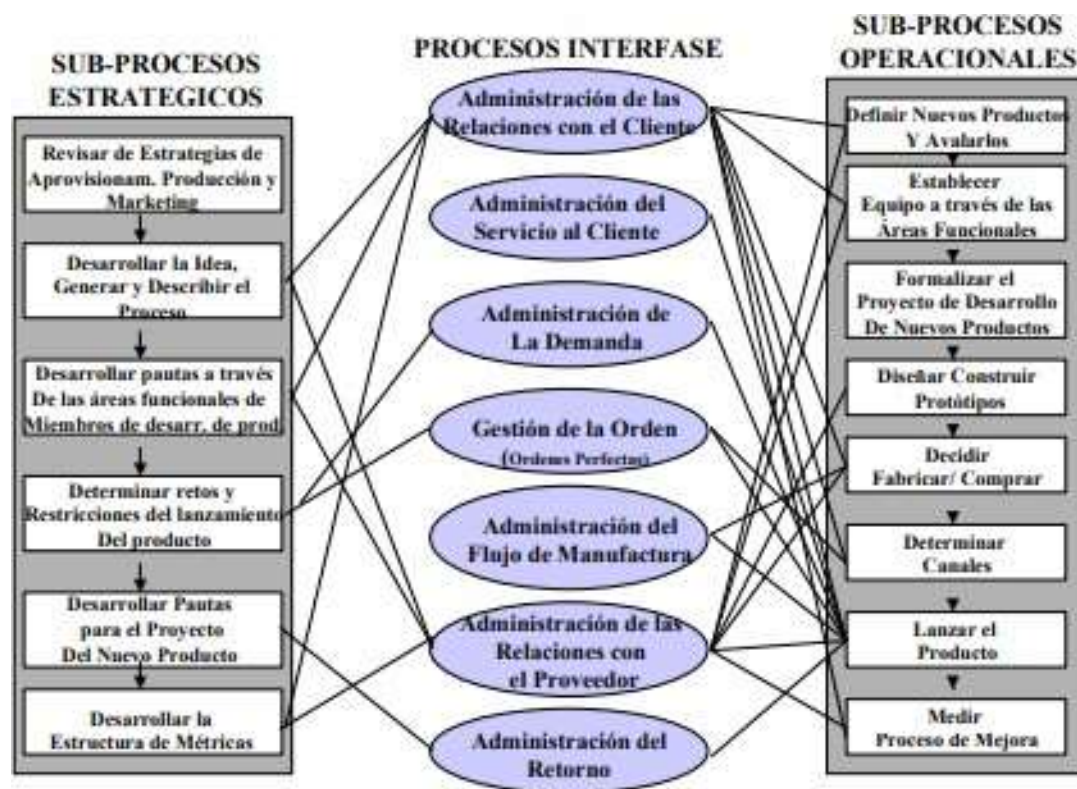 SUB-PROCESOS
ESTRATEGICOS
Revisar de Estrategias de
Aprovisionam. Producción y
Marketing
Desarrollar la Idea,
Generar y Describir el
Proceso
Desarrollar pautas a través
De las áreas funcionales de
Miembros de desarr. de prod.
Determinar retos y
Restricciones del lanzamiento
Del producto
Desarrollar Pautas
para el Proyecto
Del Nuevo Producto
Desarrollar la
Estructura de Métricas
PROCESOS INTERFASE
Administración de las
Relaciones con el Cliente
Administración del
Servicio al Cliente
Administración de
La Demanda
Gestión de la Orden
(Ordenes Perfectas)
Administración del
Flujo de Manufactura
Administración de las
Relaciones con
el Proveedor
Administración del
Retorno
SUB-PROCESOS
OPERACIONALES
Definir Nuevos Productos
Y Avalarlos
Establecer
Equipo a través de las
Áreas Funcionales
Formalizar el
Proyecto de Desarrollo
De Nuevos Productos
Diseñar Construir
Protótipos
Decidir
Fabricar/ Comprar
Determinar
Canales
Lanzar el
Producto
Medir
Proceso de Mejora